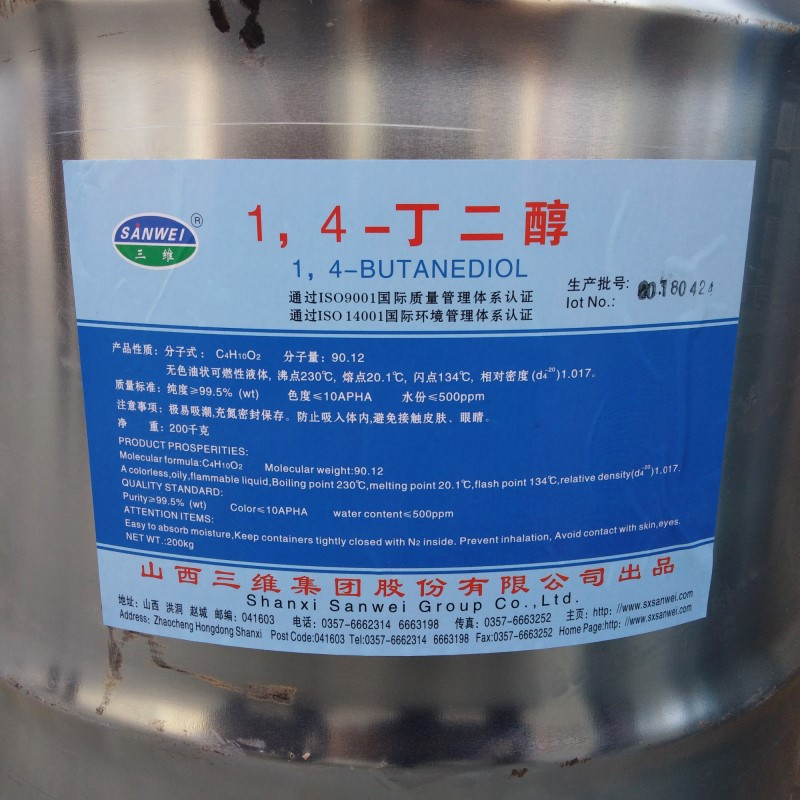 SANWEI ®
三维
1，4-丁二醇
1，4-BUTANEDIOL
通过ISO9001国际质量管理体系认证
通过ISO 14001国际环境管理体系认证
生产批号:
lot No.: 20180424
产品性质: 分子式: C4H10O2 分子量: 90.12
无色油状可燃性液体, 沸点230℃, 熔点20.1℃, 闪点134℃, 相对密度(d4-20)1.017。
质量标准: 纯度≥99.5% (wt) 色度≤10APHA 水份≤500ppm
注意事项: 极易吸潮,充氮密封保存。防止吸入体内,避免接触皮肤、眼睛。
净 重: 200千克
PRODUCT PROSPERITIES:
Molecular formula:C4H10O2 Molecular weight:90.12
A colorless,oily,flammable liquid,Boiling point 230℃,melting point 20.1℃,flash point 134℃,relative density(d4-20)1.017.
QUALITY STANDARD:
Purity≥99.5% (wt) Color≤10APHA water content≤500ppm
ATTENTION ITEMS:
Easy to absorb moisture,Keep containers tightly closed with N2 inside. Prevent inhalation, Avoid contact with skin,eyes.
NET WT.:200kg
山西三维集团股份有限公司出品
Shanxi Sanwei Group Co.,Ltd.
地址: 山西 洪洞 赵城 邮编: 041603 电话: 0357-6662314 6663198 传真: 0357-6663252 主页: http: //www.sxsanwei.com
Address: Zhaocheng Hongdong Shanxi Post Code:041603 Tel:0357-6662314 6663198 Fax:0357-6663252 Home Page:http: //www.sxsanwei.com